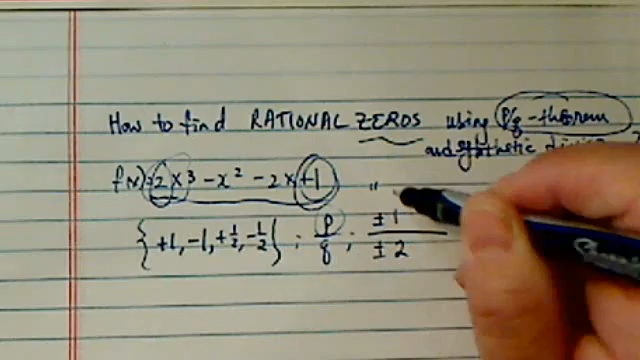 How to find RATIONAL ZEROS using P/q - theorem
and synthetic
f(x)=2x³ -x² -2x+1 "
{+1, -1, +1/2, -1/2} ; p/q ; ±1/±2